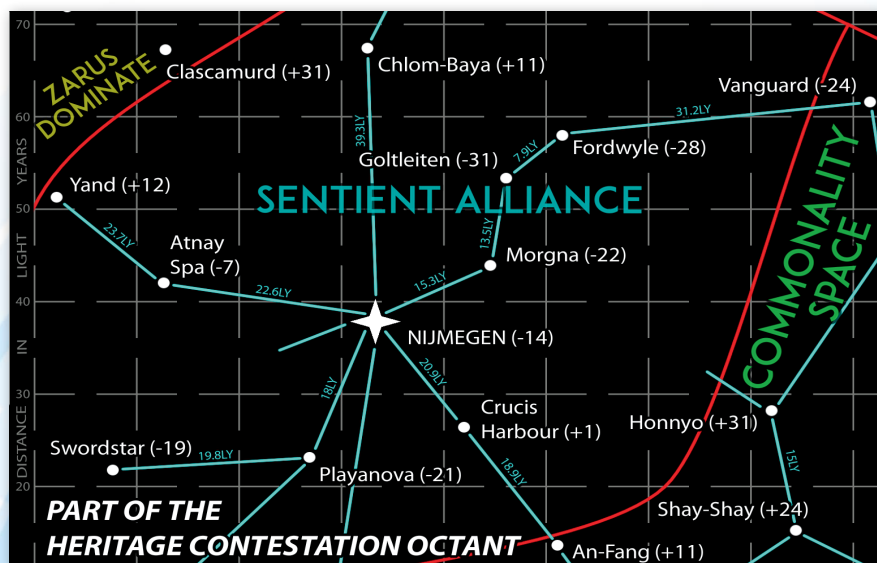 70
Clascamurd (+31)
Chlom-Baya (+11)
ZARUS
DOMINATE
Vanguard (-24)
31.2LY
60
39.3LY
Goltleiten (-31)
7.9LY
Fordwyle (-28)
YEARS
Yand (+12)
SENTIENT ALLIANCE
50
23.7LY
Atnay
Spa (-7)
13.5LY
Morgna (-22)
LIGHT
22.6LY
15.3LY
COMMONALITY
SPACE
40
NIJMEGEN (-14)
IN
20.9LY
18LY
30
Crucis
Harbour (+1)
Honnyo (+31)
Swordstar (-19)
19.8LY
Playanova (-21)
18.9LY
15LY
DISTANCE
20
Shay-Shay (+24)
PART OF THE
HERITAGE CONTESTATION OCTANT
An-Fang (+11)